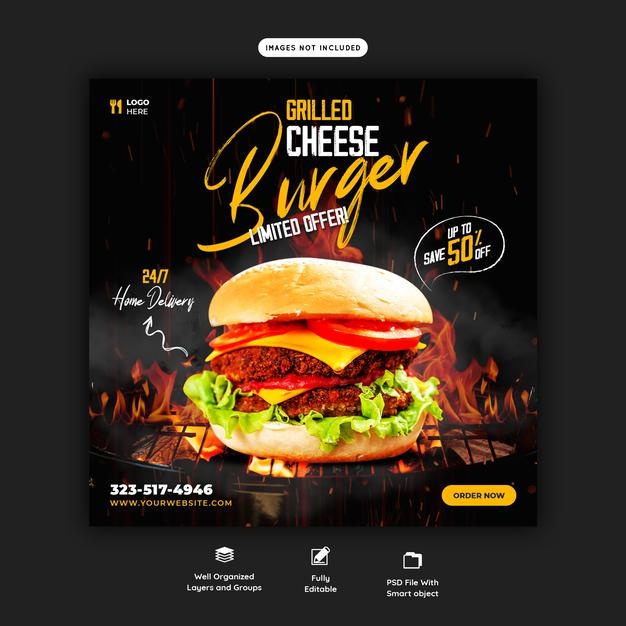 IMAGES NOT INCLUDED
LOGO
HERE
GRILLED
CHEESE
Burger
LIMITED OFFER!
UP TO
SAVE 50% OFF
24/7
Home Delivery
323-517-4946
WWW.YOURWEBSITE.COM
ORDER NOW
Well Organized
Layers and Groups
Fully
Editable
PSD File With
Smart object